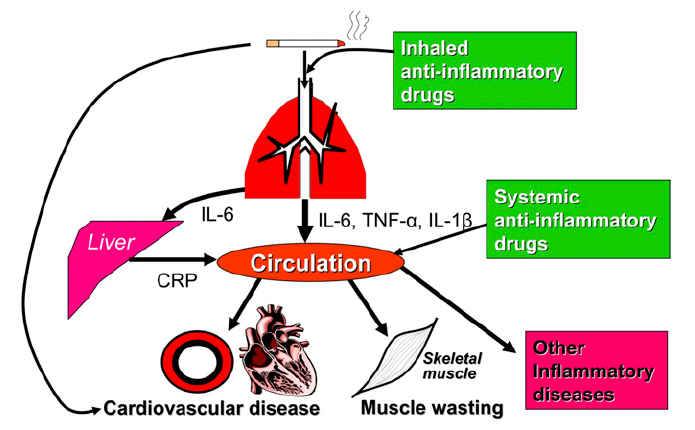 Inhaled
anti-inflammatory
drugs
IL-6
IL-6, TNF-α, IL-1β
Systemic
anti-inflammatory
drugs
Liver
Circulation
CRP
Skeletal
muscle
Other
Inflammatory
diseases
Cardiovascular disease
Muscle wasting